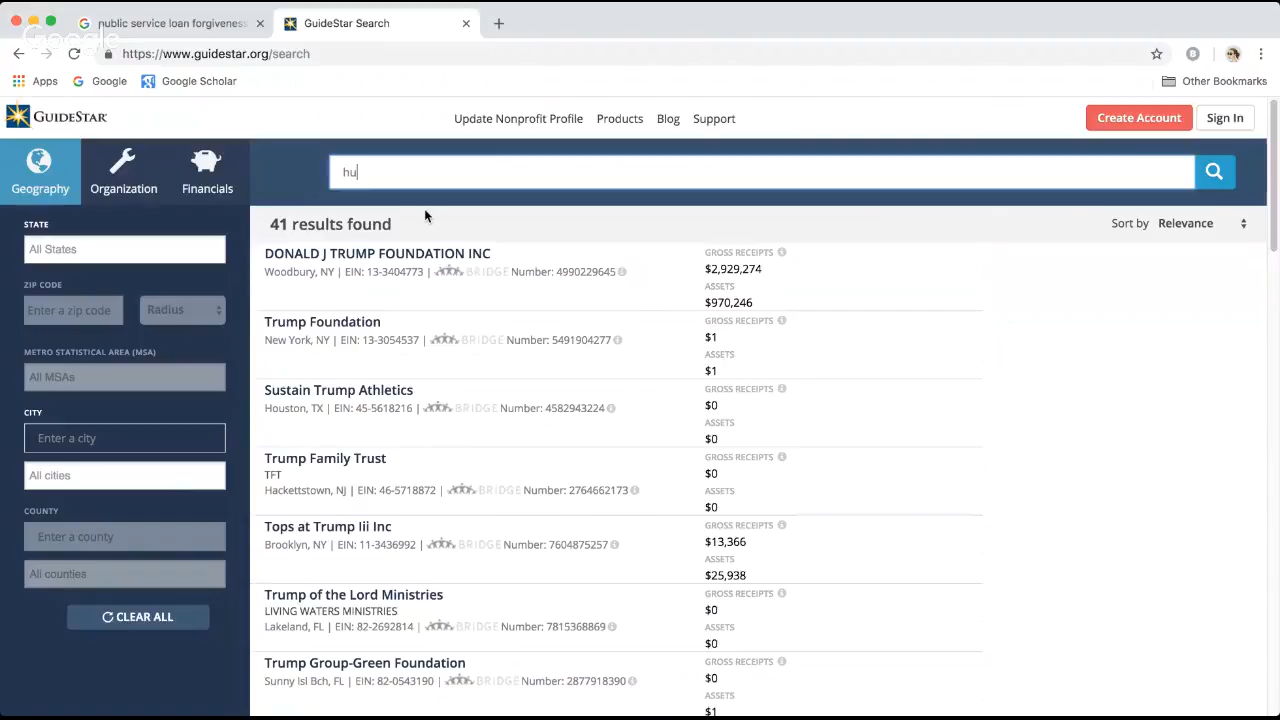 public service loan forgiveness
GuideStar Search
Google
https://www.guidestar.org/search
B
Apps
Google
Google Scholar
Other Bookmarks
GUIDESTAR
Update Nonprofit Profile
Products
Blog
Support
Create Account
Sign In
Geography
Organization
Financials
hu
STATE
All States
ZIP CODE
Enter a zip code
Radius
METRO STATISTICAL AREA (MSA)
All MSAs
CITY
Enter a city
All cities
COUNTY
Enter a county
All counties
CLEAR ALL
41 results found
Sort by Relevance
DONALD J TRUMP FOUNDATION INC
Woodbury, NY | EIN: 13-3404773 | BRIDGE Number: 4990229645
GROSS RECEIPTS
$2,929,274
ASSETS
$970,246
Trump Foundation
New York, NY | EIN: 13-3054537 | BRIDGE Number: 5491904277
GROSS RECEIPTS
$1
ASSETS
$1
Sustain Trump Athletics
Houston, TX | EIN: 45-5618216 | BRIDGE Number: 4582943224
GROSS RECEIPTS
$0
ASSETS
$0
Trump Family Trust
TFT
Hackettstown, NJ | EIN: 46-5718872 | BRIDGE Number: 2764662173
GROSS RECEIPTS
$0
ASSETS
$0
Tops at Trump Iii Inc
Brooklyn, NY | EIN: 11-3436992 | BRIDGE Number: 7604875257
GROSS RECEIPTS
$13,366
ASSETS
$25,938
Trump of the Lord Ministries
LIVING WATERS MINISTRIES
Lakeland, FL | EIN: 82-2692814 | BRIDGE Number: 7815368869
GROSS RECEIPTS
$0
ASSETS
$0
Trump Group-Green Foundation
Sunny Isl Bch, FL | EIN: 82-0543190 | BRIDGE Number: 2877918390
GROSS RECEIPTS
$0
ASSETS
$1